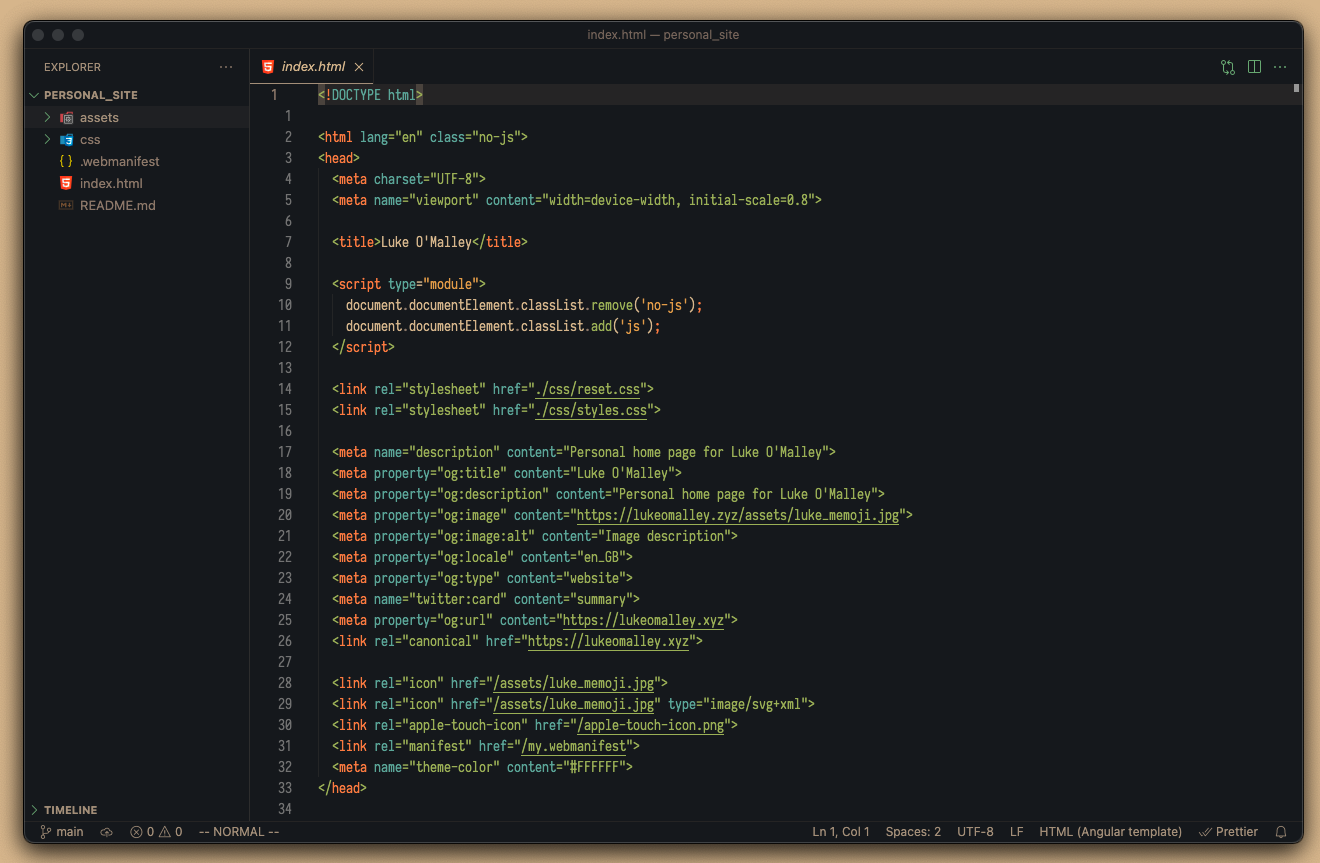 index.html — personal_site
EXPLORER
PERSONAL_SITE
assets
css
.webmanifest
index.html
README.md
TIMELINE
index.html
1 <!DOCTYPE html>
1
2 <html lang="en" class="no-js">
3 <head>
4   <meta charset="UTF-8">
5   <meta name="viewport" content="width=device-width, initial-scale=0.8">
6
7   <title>Luke O'Malley</title>
8
9   <script type="module">
10     document.documentElement.classList.remove('no-js');
11     document.documentElement.classList.add('js');
12   </script>
13
14   <link rel="stylesheet" href="./css/reset.css">
15   <link rel="stylesheet" href="./css/styles.css">
16
17   <meta name="description" content="Personal home page for Luke O'Malley">
18   <meta property="og:title" content="Luke O'Malley">
19   <meta property="og:description" content="Personal home page for Luke O'Malley">
20   <meta property="og:image" content="https://lukeomalley.zyz/assets/luke_memoji.jpg">
21   <meta property="og:image:alt" content="Image description">
22   <meta property="og:locale" content="en_GB">
23   <meta property="og:type" content="website">
24   <meta name="twitter:card" content="summary">
25   <meta property="og:url" content="https://lukeomalley.xyz">
26   <link rel="canonical" href="https://lukeomalley.xyz">
27
28   <link rel="icon" href="/assets/luke_memoji.jpg">
29   <link rel="icon" href="/assets/luke_memoji.jpg" type="image/svg+xml">
30   <link rel="apple-touch-icon" href="/apple-touch-icon.png">
31   <link rel="manifest" href="/my.webmanifest">
32   <meta name="theme-color" content="#FFFFFF">
33 </head>
34
main 0 0 -- NORMAL -- Ln 1, Col 1 Spaces: 2 UTF-8 LF HTML (Angular template) Prettier